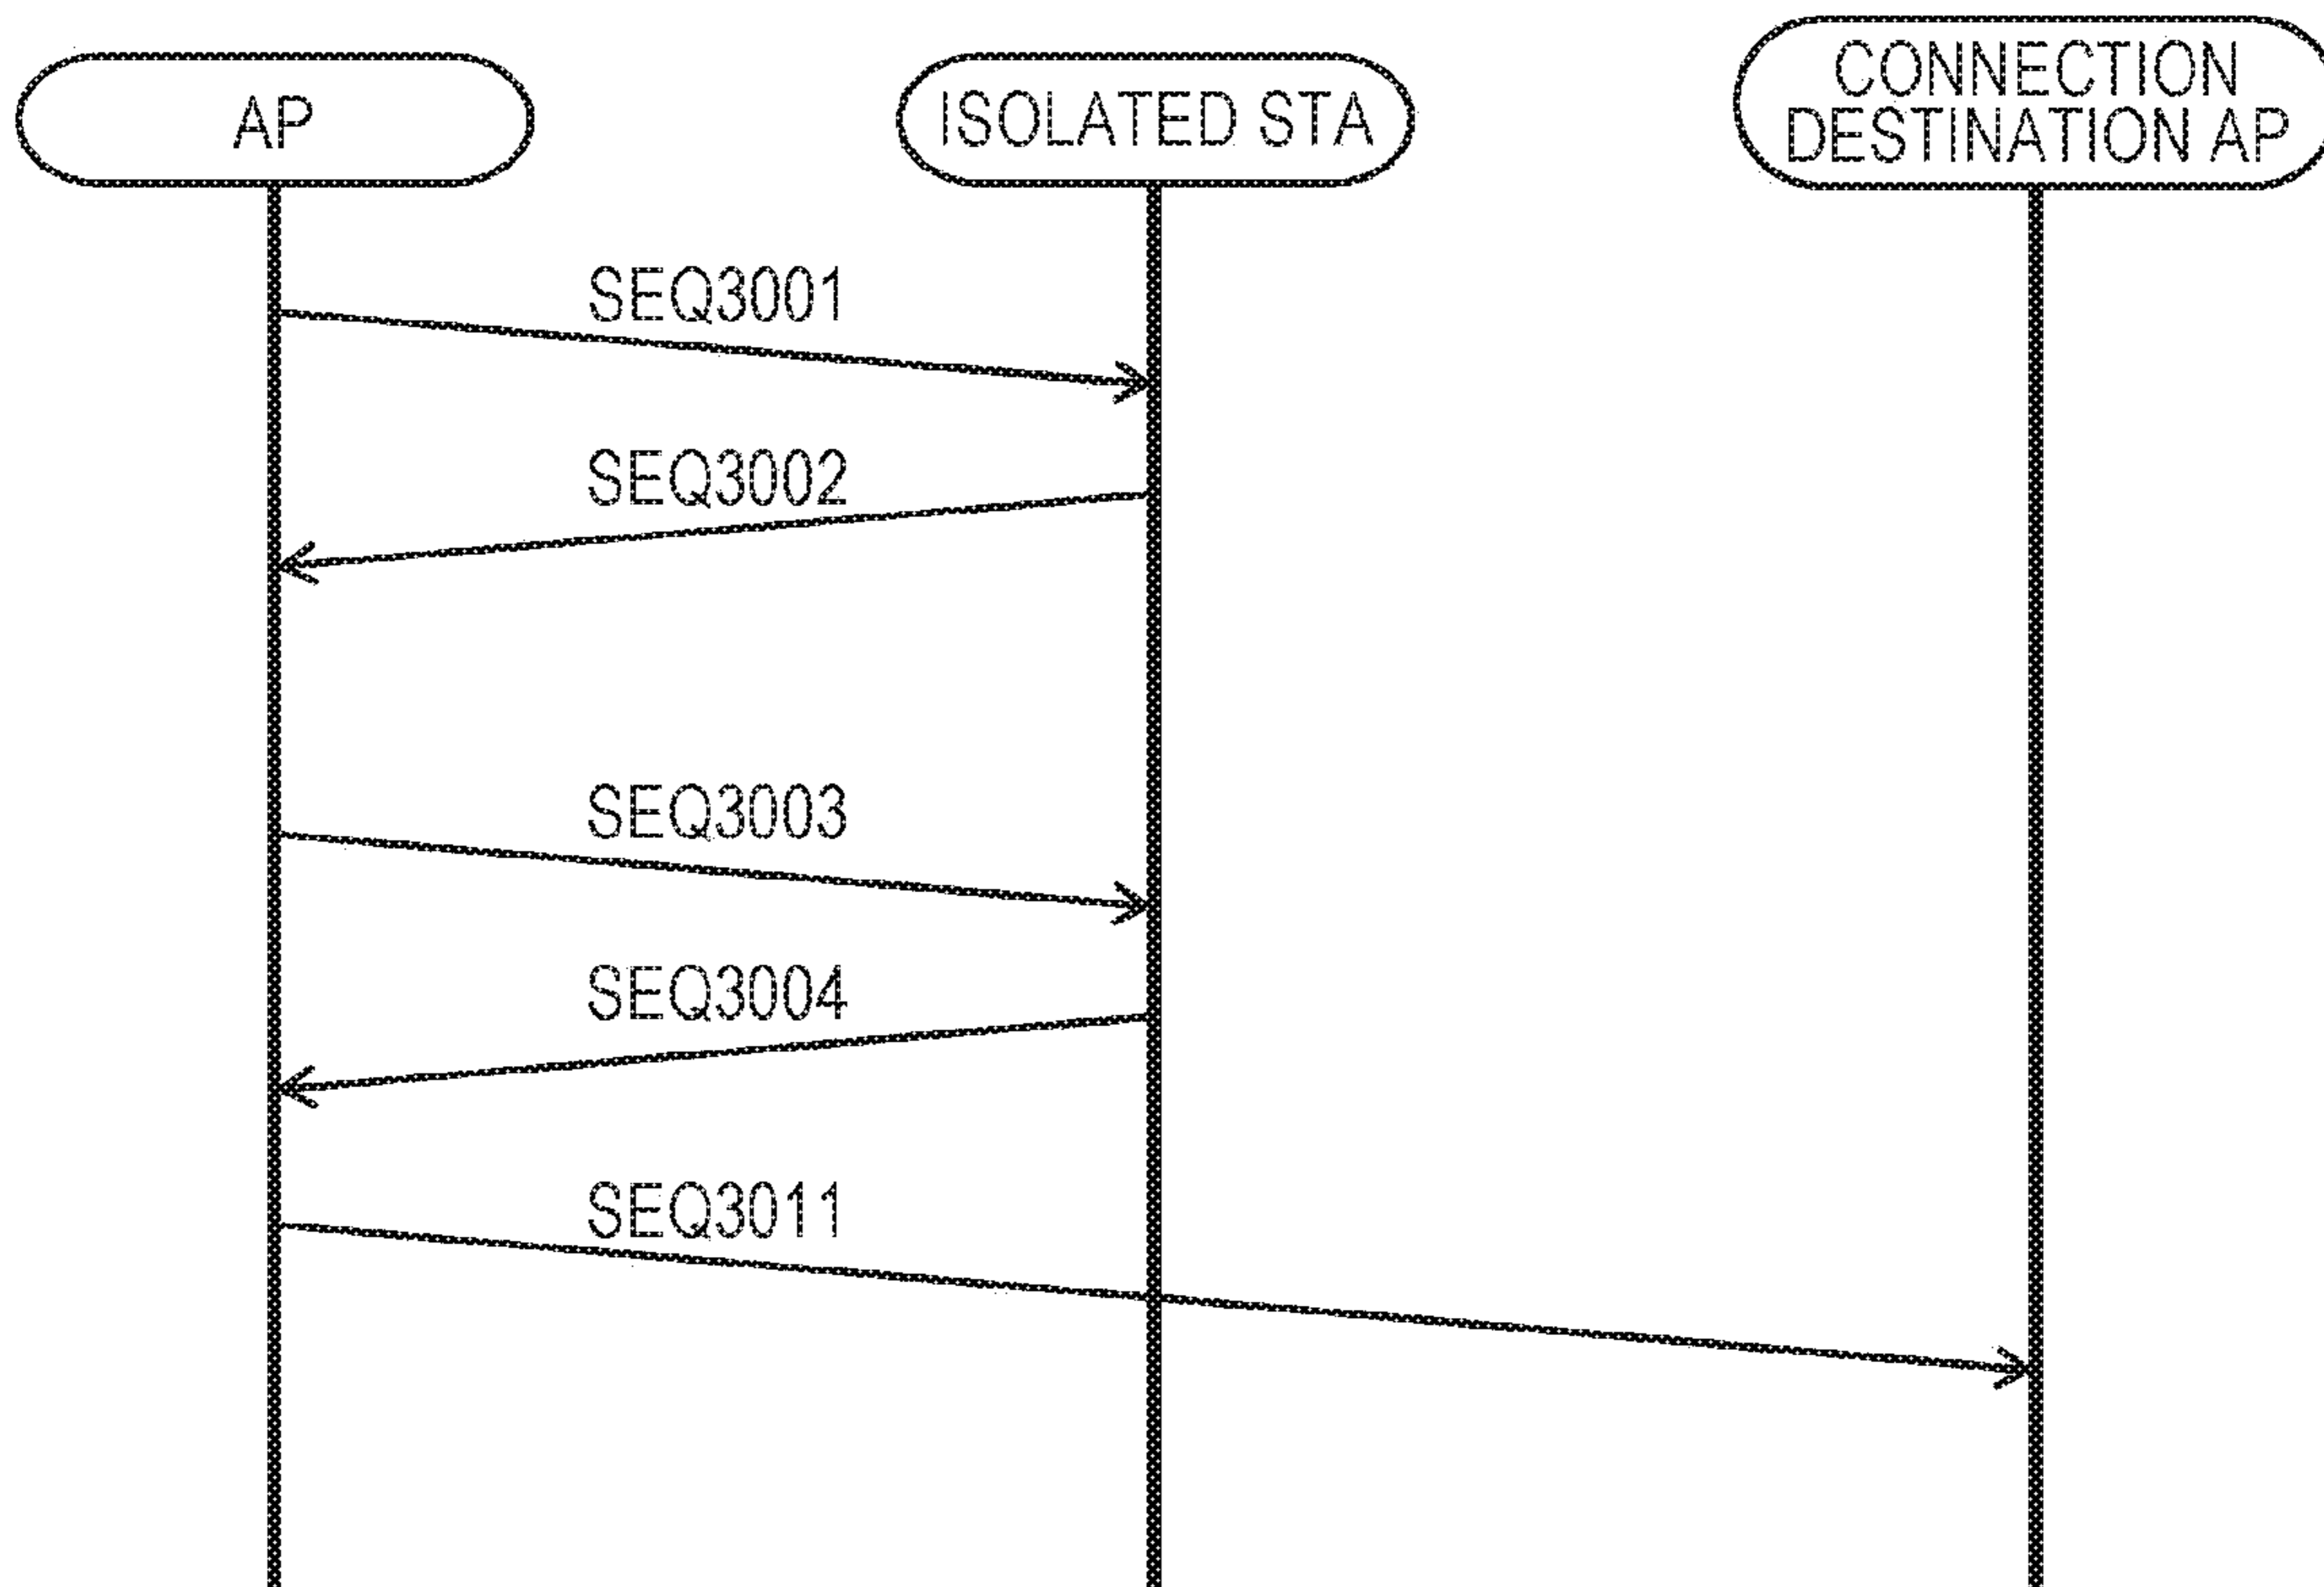 AP
ISOLATED STA
CONNECTION
DESTINATION AP
SEQ3001
SEQ3002
SEQ3003
SEQ3004
SEQ3011